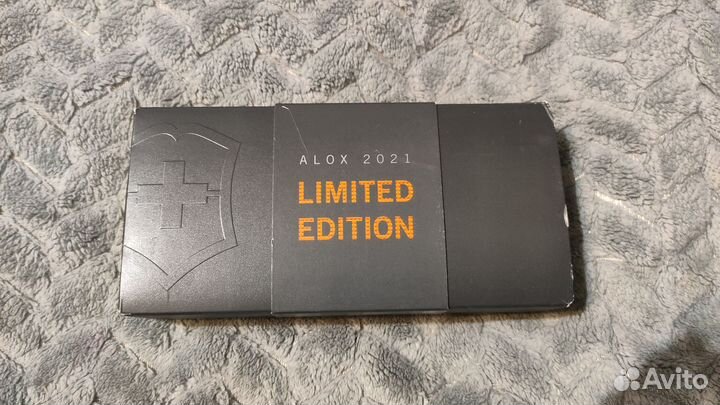 ALOX 2021
LIMITED
EDITION
Avito